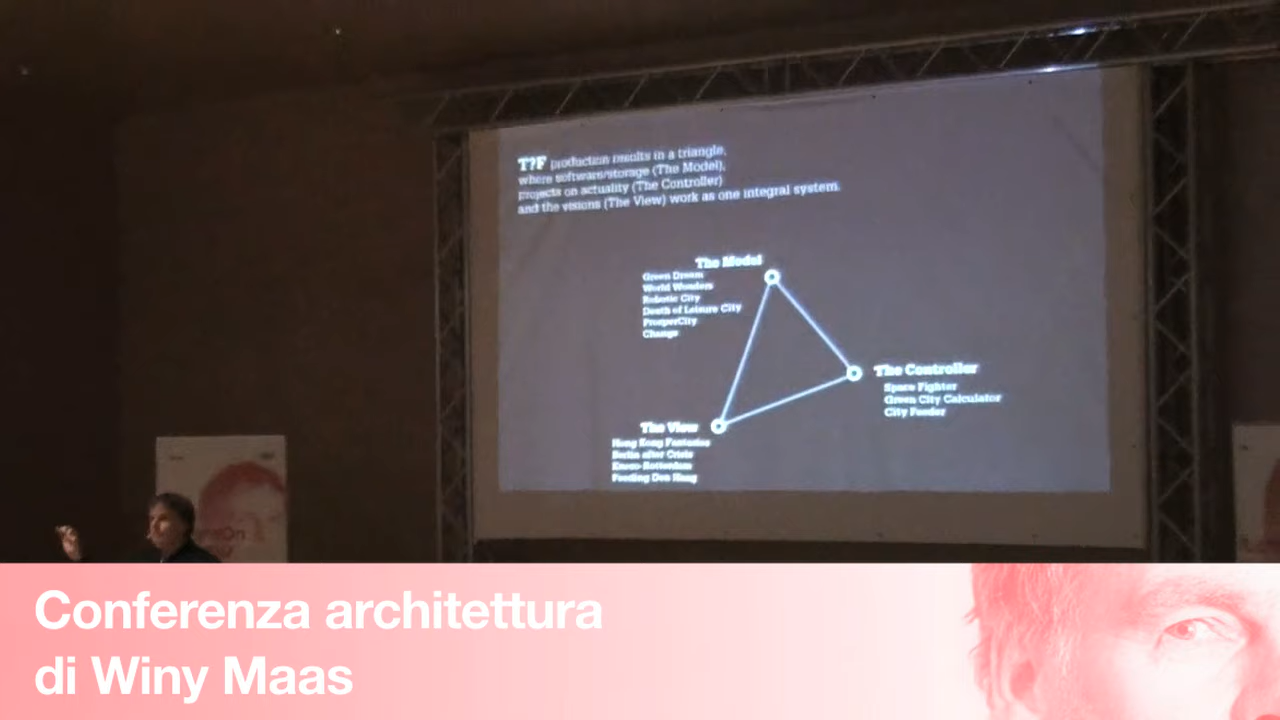 T?F production results in a triangle,
where software/storage (The Model),
projects on actuality (The Controller)
and the visions (The View) work as one integral system.
The Model
Green Dream
World Wonders
Robotic City
Death of Leisure City
ProsperCity
Change
The Controller
Space Fighter
Green City Calculator
City Feeder
The View
Hong Kong Fantasies
Berlin after Crisis
Rotterdam
Feeding Den Haag
Conferenza architettura
di Winy Maas